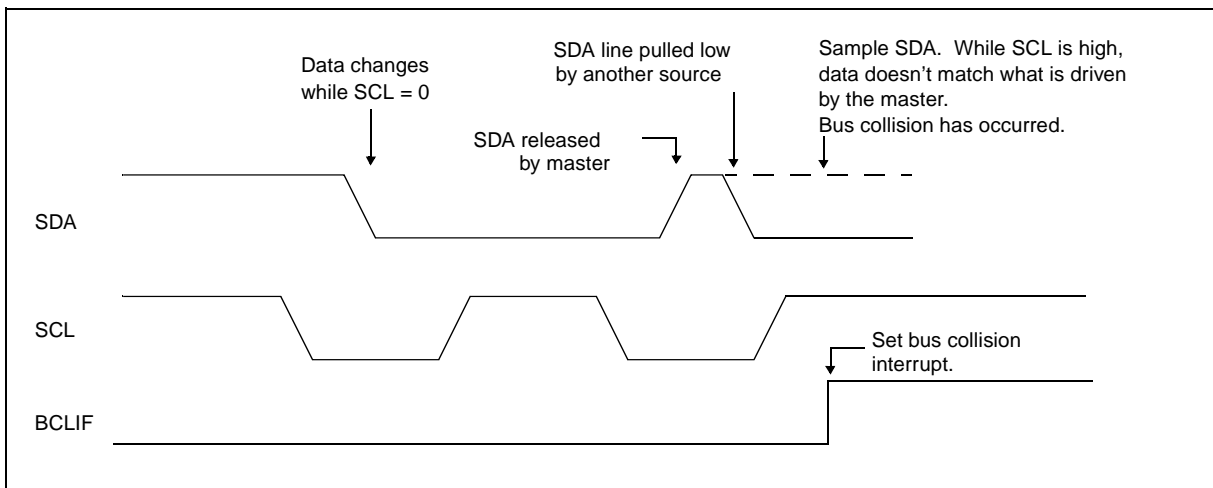 Data changes
while SCL = 0
SDA line pulled low
by another source
Sample SDA. While SCL is high,
data doesn't match what is driven
by the master.
Bus collision has occurred.
SDA released
by master
SDA
SCL
Set bus collision
interrupt.
BCLIF